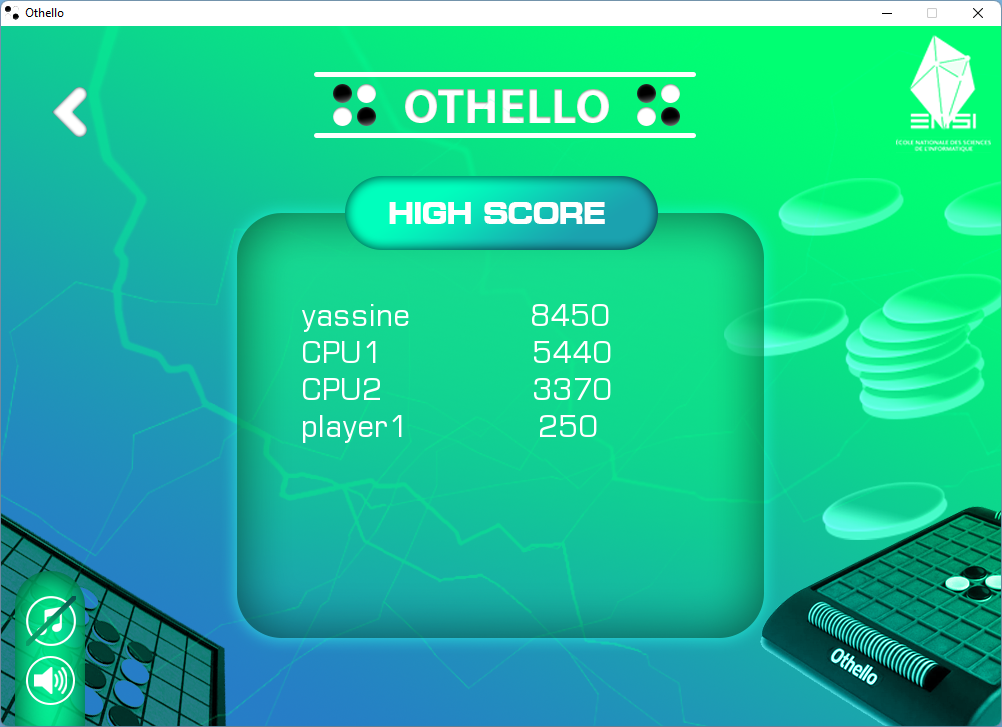 Othello
OTHELLO
ENSI
ÉCOLE NATIONALE DES SCIENCES
DE L'INFORMATIQUE
HIGH SCORE
yassine 8450
CPU1 5440
CPU2 3370
player1 250
Othello